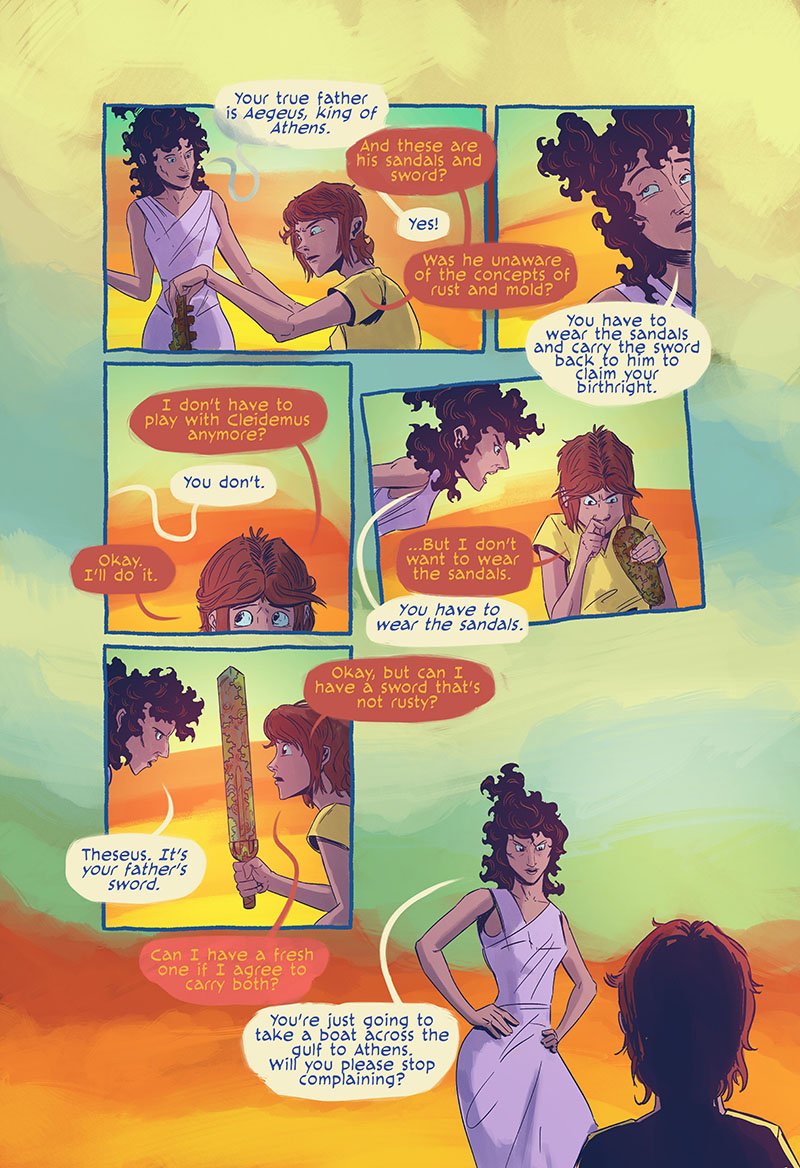 Your true father
is Aegeus, king of
Athens.
And these are
his sandals and
sword?
Yes!
Was he unaware
of the concepts of
rust and mold?
You have to
wear the sandals
and carry the sword
back to him to
claim your
birthright.
I don't have to
play with Cleidemus
anymore?
You don't.
Okay.
I'll do it.
...But I don't
want to wear
the sandals.
You have to
wear the sandals.
Okay, but can I
have a sword that's
not rusty?
Theseus. It's
your father's
sword.
Can I have a fresh
one if I agree to
carry both?
You're just going to
take a boat across the
gulf to Athens.
Will you please stop
complaining?